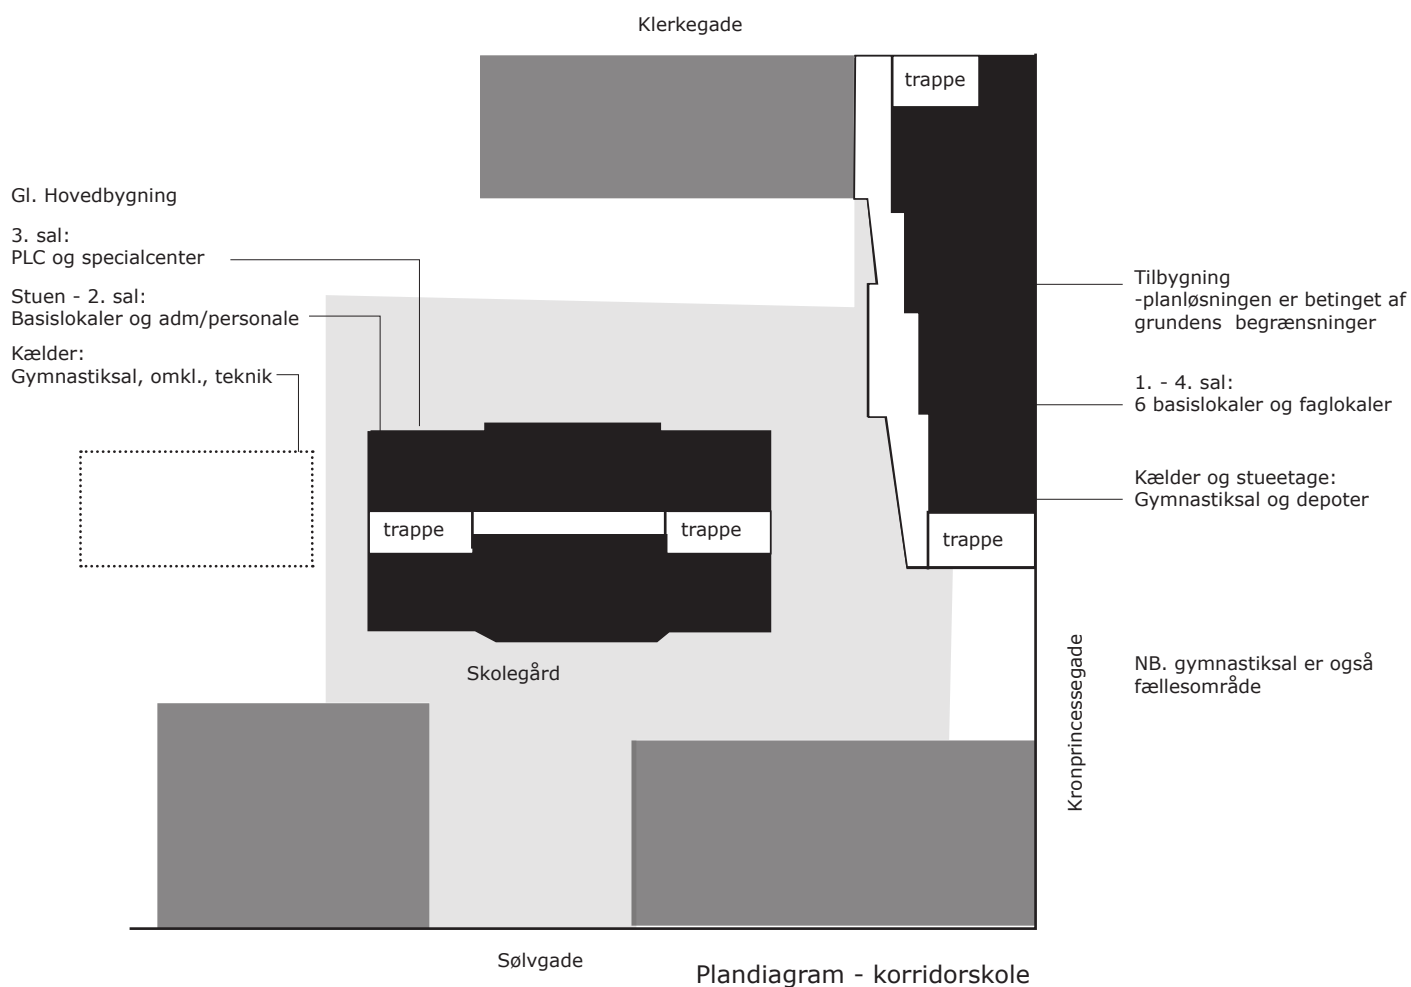 Klerkegade
trappe
Gl. Hovedbygning
3. sal:
PLC og specialcenter
Stuen - 2. sal:
Basislokaler og adm/personale
Kælder:
Gymnastiksal, omkl., teknik
Tilbygning
-planløsningen er betinget af
grundens begrænsninger
1. - 4. sal:
6 basislokaler og faglokaler
Kælder og stueetage:
Gymnastiksal og depoter
trappe
trappe
trappe
Skolegård
NB. gymnastiksal er også
fællesområde
Kronprincessegade
Sølvgade
Plandiagram - korridorskole